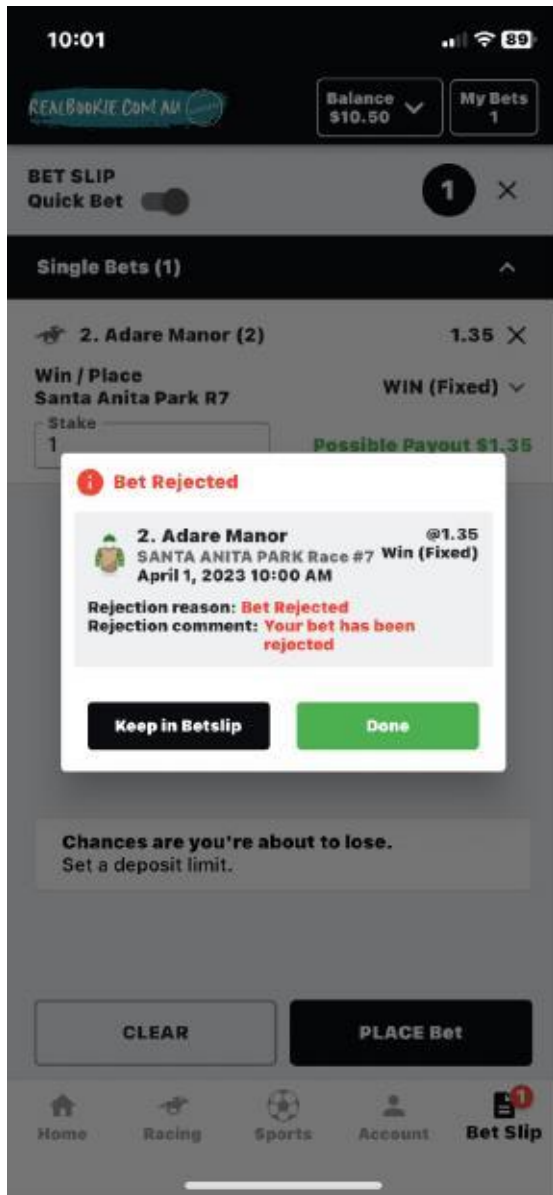 10:01
89
REALBOOKIE.COM.AU
Balance
$10.50
My Bets
1
BET SLIP
Quick Bet
1
Single Bets (1)
2. Adare Manor (2)
1.35
Win / Place
Santa Anita Park R7
WIN (Fixed)
Stake
1
Possible Payout $1.35
Bet Rejected
2. Adare Manor
@1.35
SANTA ANITA PARK Race #7
Win (Fixed)
April 1, 2023 10:00 AM
Rejection reason: Bet Rejected
Rejection comment: Your bet has been
rejected
Keep in Betslip
Done
Chances are you're about to lose.
Set a deposit limit.
CLEAR
PLACE Bet
1
Home
Racing
Sports
Account
Bet Slip